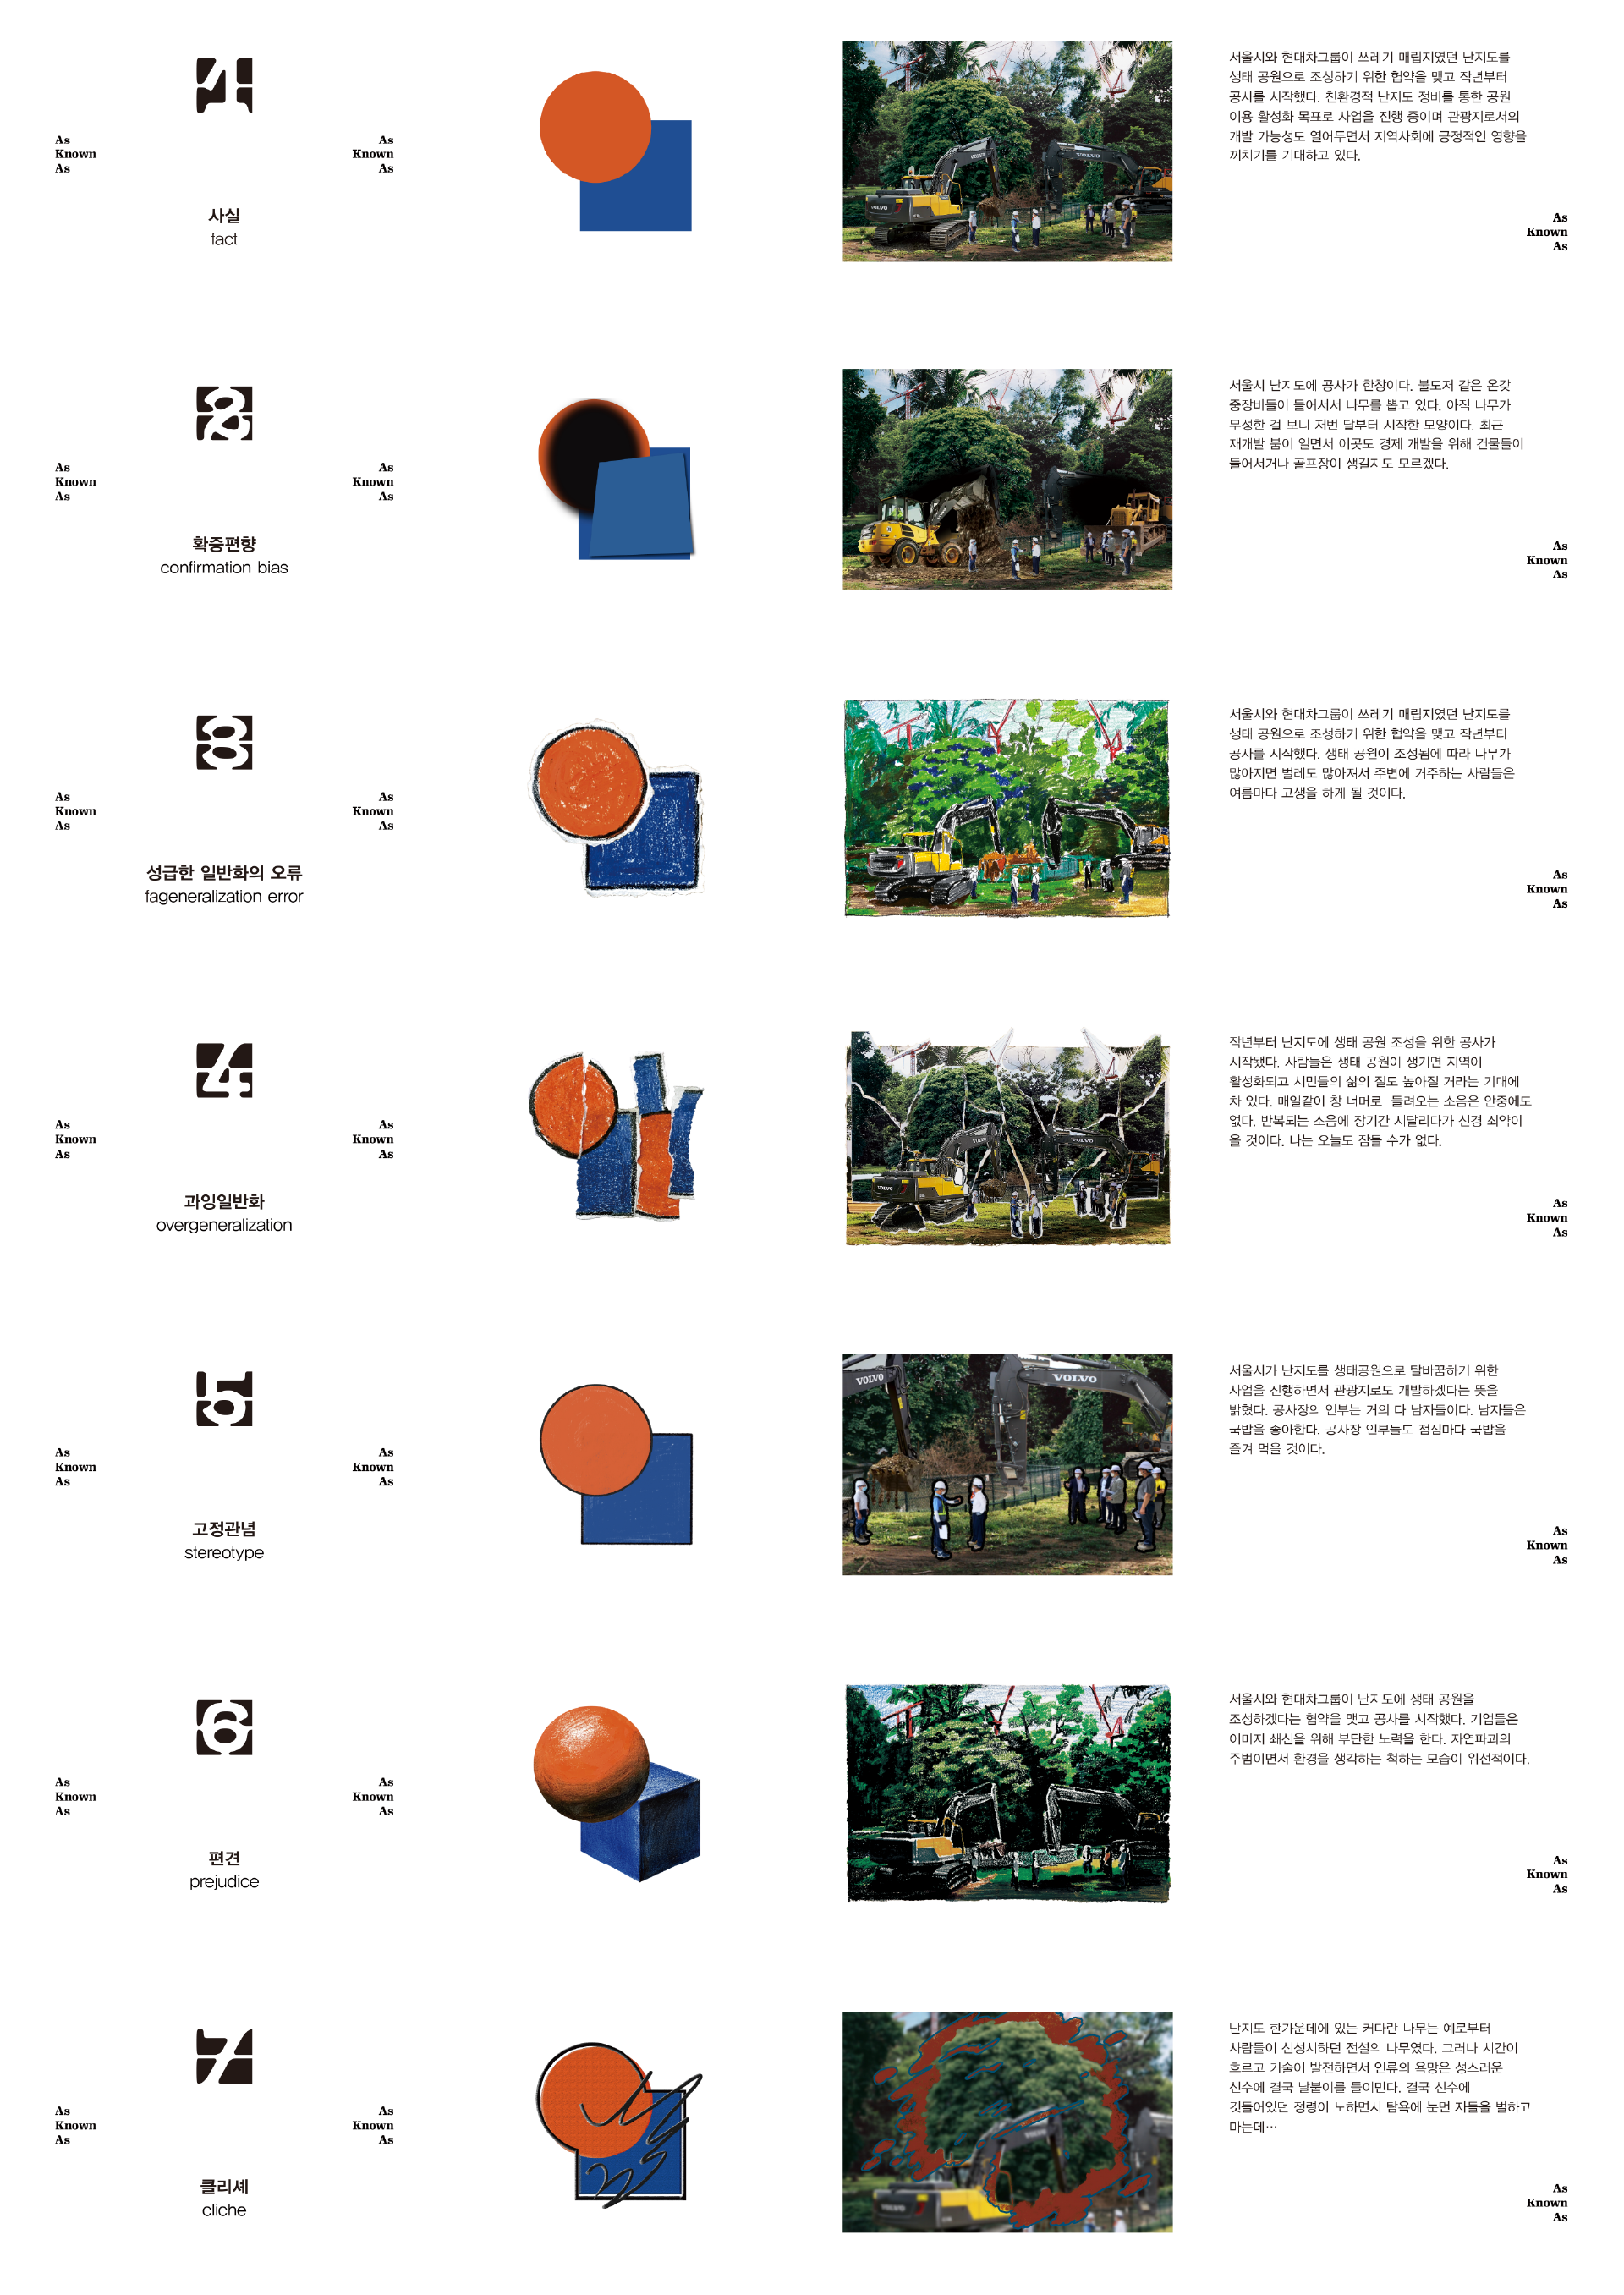 1
As
Known
As
As
Known
As
사실
fact
VOLVO
VOLVO
VOLVO
서울시와 현대차그룹이 쓰레기 매립지였던 난지도를
생태 공원으로 조성하기 위한 협약을 맺고 작년부터
공사를 시작했다. 친환경적 난지도 정비를 통한 공원
이용 활성화 목표로 사업을 진행 중이며 관광지로서의
개발 가능성도 열어두면서 지역사회에 긍정적인 영향을
끼치기를 기대하고 있다.
As
Known
As
2
As
Known
As
As
Known
As
확증편향
confirmation bias
서울시 난지도에 공사가 한창이다. 불도저 같은 온갖
중장비들이 들어서서 나무를 뽑고 있다. 아직 나무가
무성한 걸 보니 저번 달부터 시작한 모양이다. 최근
재개발 붐이 일면서 이곳도 경제 개발을 위해 건물들이
들어서거나 골프장이 생길지도 모르겠다.
As
Known
As
3
As
Known
As
As
Known
As
성급한 일반화의 오류
fageneralization error
서울시와 현대차그룹이 쓰레기 매립지였던 난지도를
생태 공원으로 조성하기 위한 협약을 맺고 작년부터
공사를 시작했다. 생태 공원이 조성됨에 따라 나무가
많아지면 벌레도 많아져서 주변에 거주하는 사람들은
여름마다 고생을 하게 될 것이다.
As
Known
As
4
As
Known
As
As
Known
As
과잉일반화
overgeneralization
VOLVO
VOLVO
VOLVO
작년부터 난지도에 생태 공원 조성을 위한 공사가
시작됐다. 사람들은 생태 공원이 생기면 지역이
활성화되고 시민들의 삶의 질도 높아질 거라는 기대에
차 있다. 매일같이 창 너머로 들려오는 소음은 안중에도
없다. 반복되는 소음에 장기간 시달리다가 신경 쇠약이
올 것이다. 나는 오늘도 잠들 수가 없다.
As
Known
As
5
As
Known
As
As
Known
As
고정관념
stereotype
VOLVO
VOLVO
서울시가 난지도를 생태공원으로 탈바꿈하기 위한
사업을 진행하면서 관광지로도 개발하겠다는 뜻을
밝혔다. 공사장의 인부는 거의 다 남자들이다. 남자들은
국밥을 좋아한다. 공사장 인부들도 점심마다 국밥을
즐겨 먹을 것이다.
As
Known
As
6
As
Known
As
As
Known
As
편견
prejudice
서울시와 현대차그룹이 난지도에 생태 공원을
조성하겠다는 협약을 맺고 공사를 시작했다. 기업들은
이미지 쇄신을 위해 부단한 노력을 한다. 자연파괴의
주범이면서 환경을 생각하는 척하는 모습이 위선적이다.
As
Known
As
7
As
Known
As
As
Known
As
클리셰
cliche
VOLVO
VOLVO
난지도 한가운데에 있는 커다란 나무는 예로부터
사람들이 신성시하던 전설의 나무였다. 그러나 시간이
흐르고 기술이 발전하면서 인류의 욕망은 성스러운
신수에 결국 날붙이를 들이민다. 결국 신수에
깃들어있던 정령이 노하면서 탐욕에 눈먼 자들을 벌하고
마는데…
As
Known
As